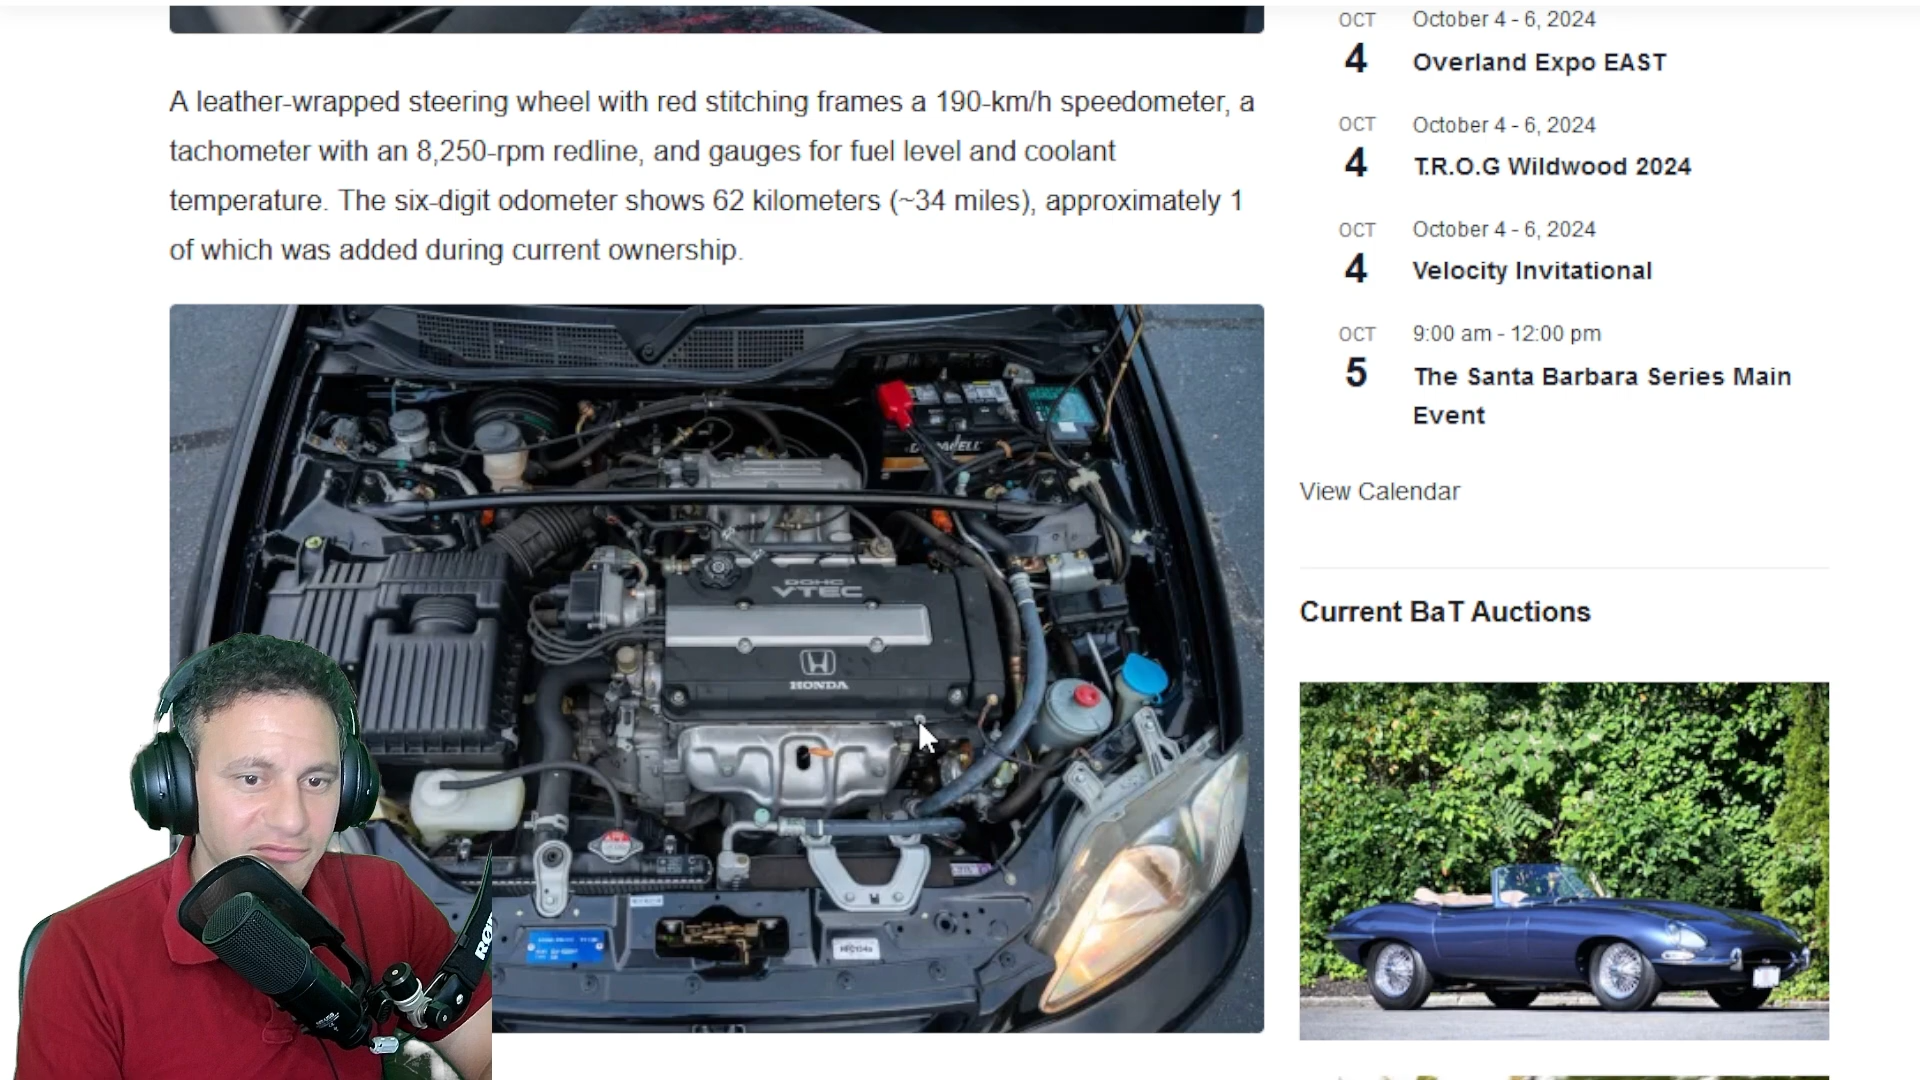 A leather-wrapped steering wheel with red stitching frames a 190-km/h speedometer, a
tachometer with an 8,250-rpm redline, and gauges for fuel level and coolant
temperature. The six-digit odometer shows 62 kilometers (~34 miles), approximately 1
of which was added during current ownership.
DOHC
VTEC
HONDA
RØDE
OCT
4
October 4 - 6, 2024
Overland Expo EAST
OCT
4
October 4 - 6, 2024
T.R.O.G Wildwood 2024
OCT
4
October 4 - 6, 2024
Velocity Invitational
OCT
5
9:00 am - 12:00 pm
The Santa Barbara Series Main
Event
View Calendar
Current BaT Auctions